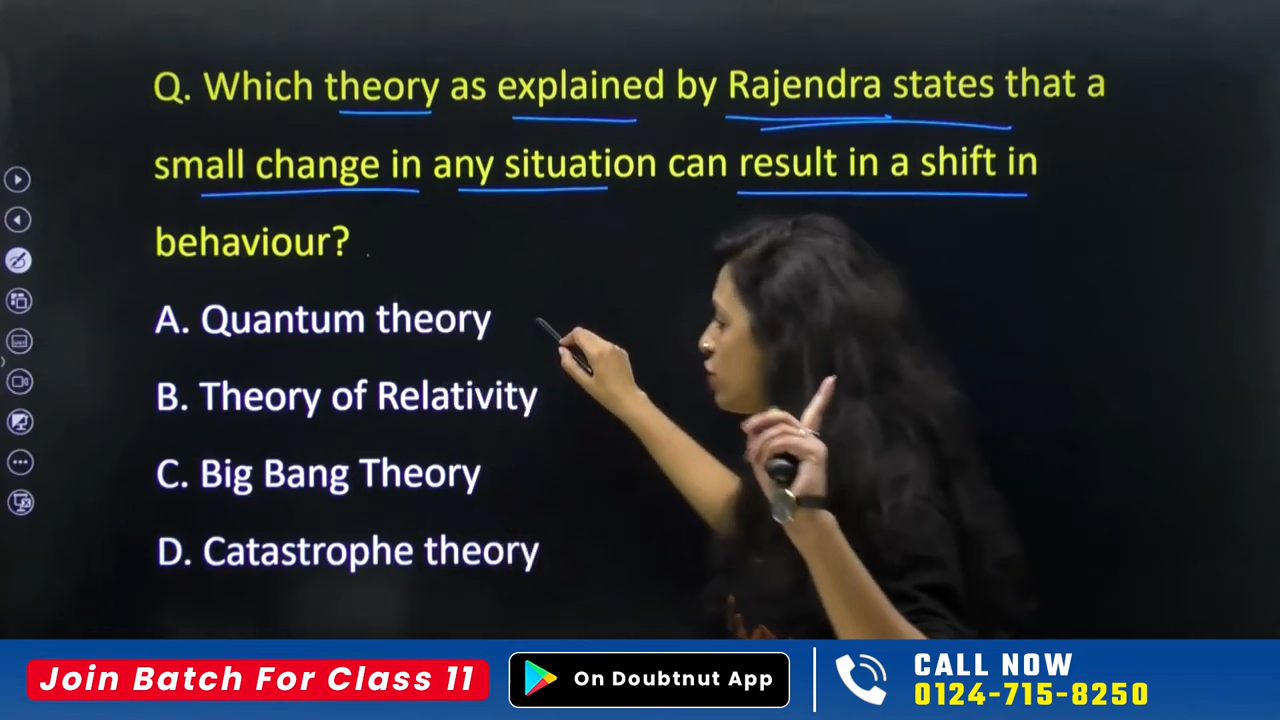 Q. Which theory as explained by Rajendra states that a
small change in any situation can result in a shift in
behaviour?
A. Quantum theory
B. Theory of Relativity
C. Big Bang Theory
D. Catastrophe theory
Join Batch For Class 11
On Doubtnut App
CALL NOW
0124-715-8250